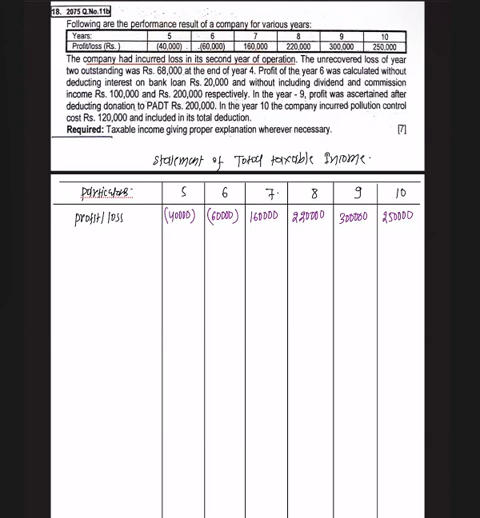 18. 2075 Q.No.11b
Following are the performance result of a company for various years:
Years: 5 6 7 8 9 10
Profit/loss (Rs. ) (40,000) (60,000) 160,000 220,000 300,000 250,000
The company had incurred loss in its second year of operation. The unrecovered loss of year
two outstanding was Rs. 68,000 at the end of year 4. Profit of the year 6 was calculated without
deducting interest on bank loan Rs. 20,000 and without including dividend and commission
income Rs. 100,000 and Rs. 200,000 respectively. In the year - 9, profit was ascertained after
deducting donation to PADT Rs. 200,000. In the year 10 the company incurred pollution control
cost Rs. 120,000 and included in its total deduction.
Required: Taxable income giving proper explanation wherever necessary. [7]
Statement of Total taxable Income.
particulars. 5 6 7. 8 9 10
profit/loss (40000) (60000) 160000 220000 300000 250000